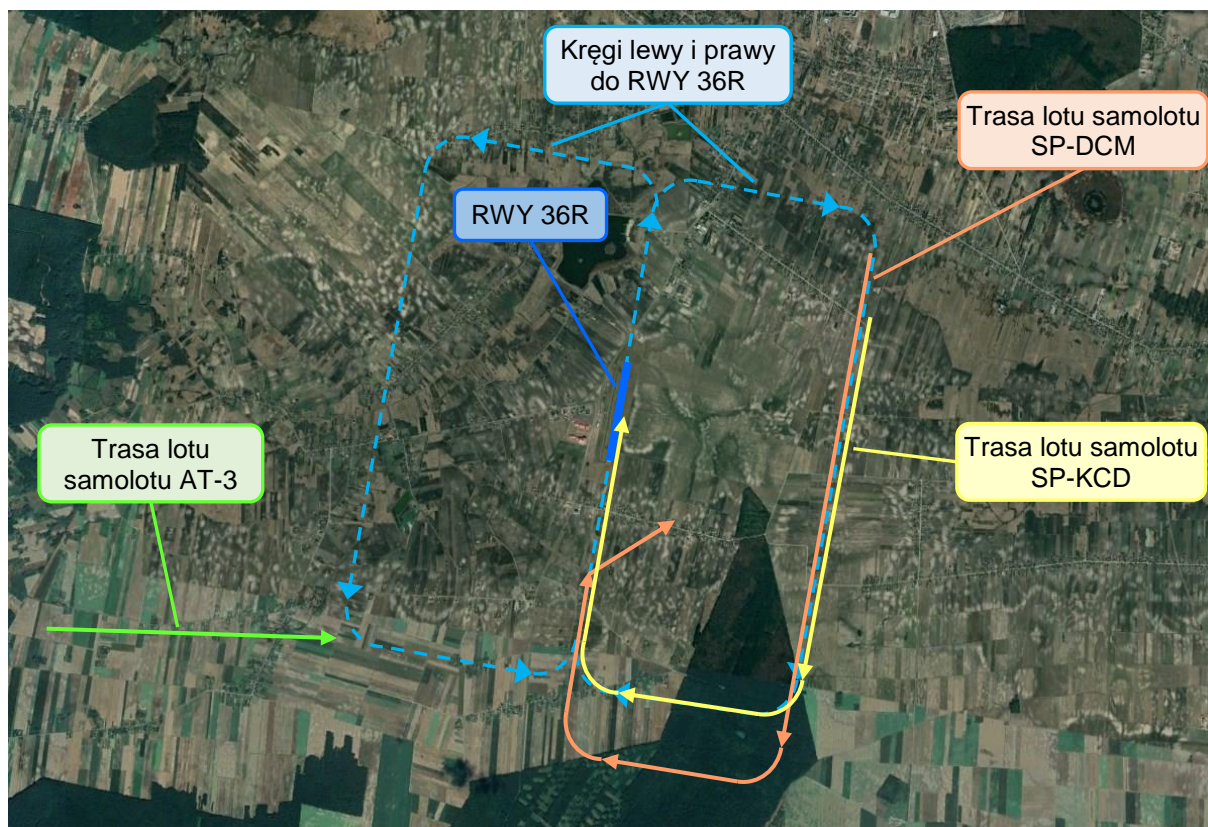 Kręgi lewy i prawy
do RWY 36R
Trasa lotu samolotu
SP-DCM
RWY 36R
Trasa lotu
samolotu AT-3
Trasa lotu samolotu
SP-KCD